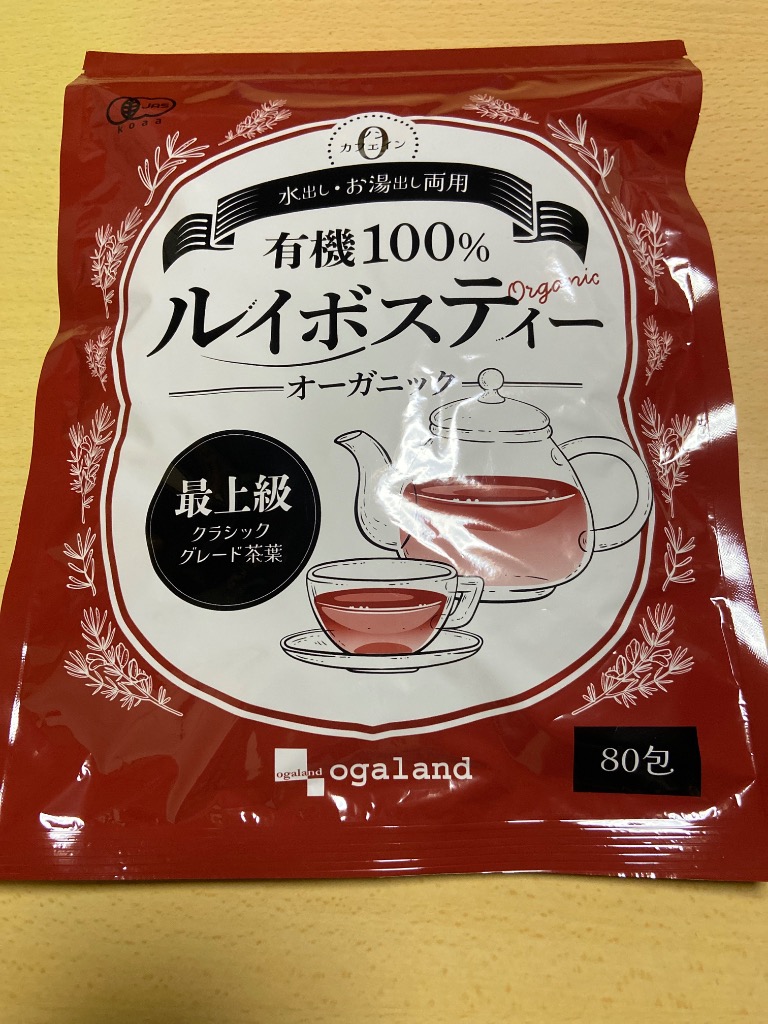 JAS
koaa
ノン
カフェイン
0
水出し・お湯出し両用
有機100%
Organic
ルイボスティー
オーガニック
最上級
クラシック
グレード茶葉
ogaland
ogaland
80包